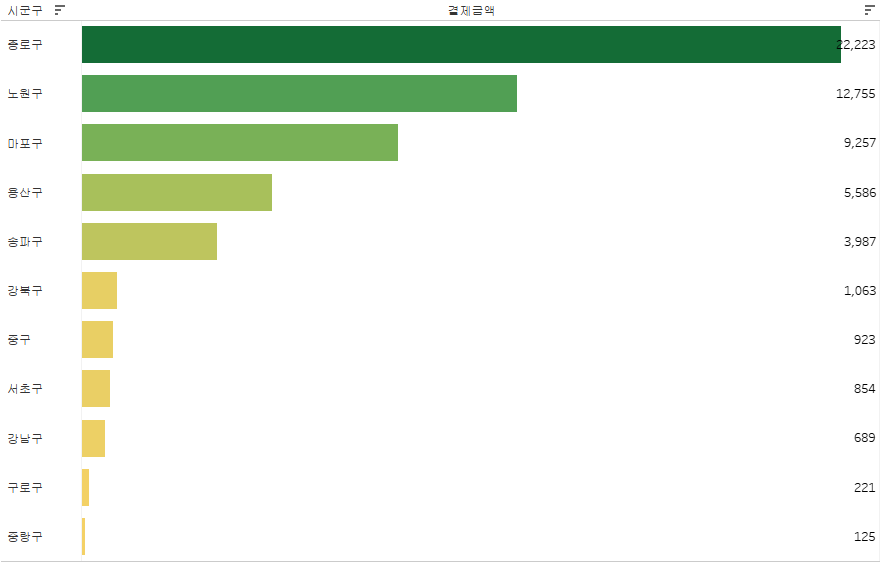 시군구 결제금액
종로구 22,223
노원구 12,755
마포구 9,257
용산구 5,586
송파구 3,987
강북구 1,063
중구 923
서초구 854
강남구 689
구로구 221
중랑구 125